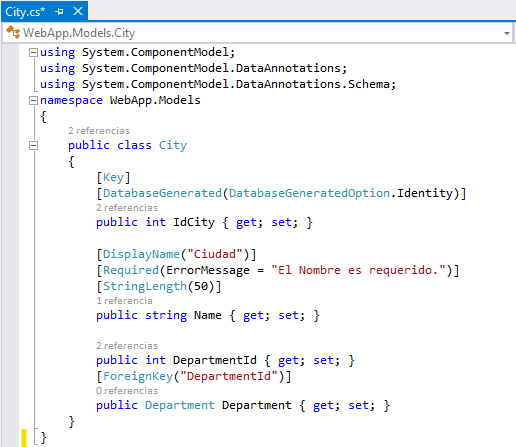 City.cs*
WebApp.Models.City
using System.ComponentModel;
using System.ComponentModel.DataAnnotations;
using System.ComponentModel.DataAnnotations.Schema;
namespace WebApp.Models
{
2 referencias
public class City
{
[Key]
[DatabaseGenerated(DatabaseGeneratedOption.Identity)]
2 referencias
public int IdCity { get; set; }
[DisplayName("Ciudad")]
[Required(ErrorMessage = "El Nombre es requerido.")]
[StringLength(50)]
1 referencia
public string Name { get; set; }
2 referencias
public int DepartmentId { get; set; }
[ForeignKey("DepartmentId")]
0 referencias
public Department Department { get; set; }
}
}